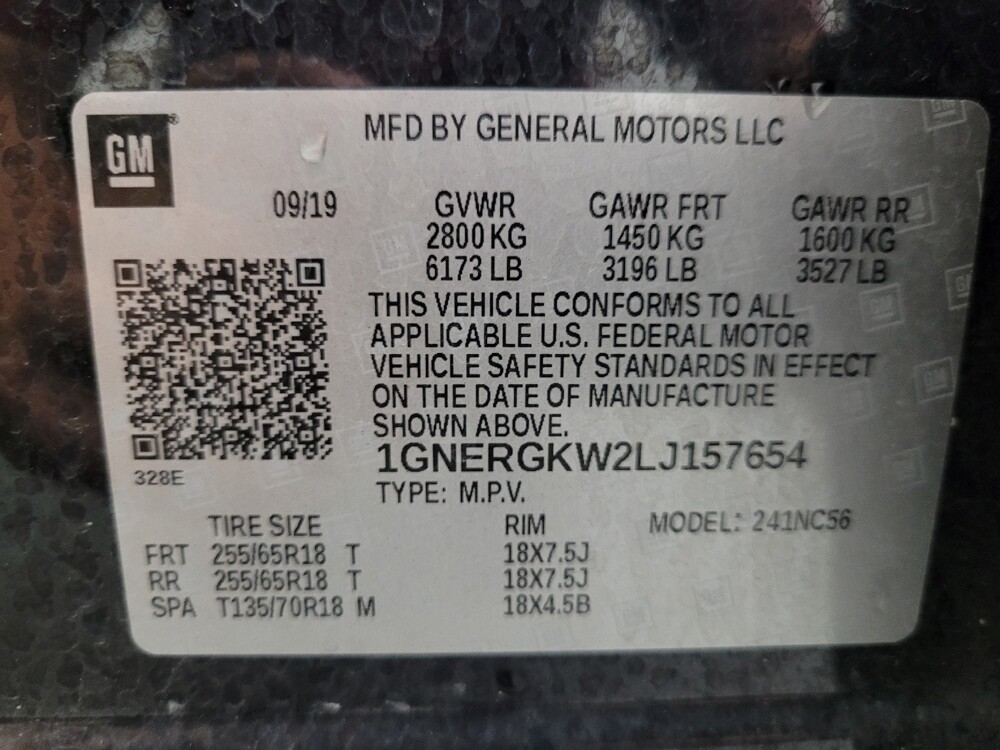 GM®
MFD BY GENERAL MOTORS LLC
09/19 GVWR GAWR FRT GAWR RR
2800 KG 1450 KG 1600 KG
6173 LB 3196 LB 3527 LB
THIS VEHICLE CONFORMS TO ALL
APPLICABLE U.S. FEDERAL MOTOR
VEHICLE SAFETY STANDARDS IN EFFECT
ON THE DATE OF MANUFACTURE
SHOWN ABOVE.
1GNERGKW2LJ157654
328E
TYPE: M.P.V.
TIRE SIZE RIM MODEL: 241NC56
FRT 255/65R18 T 18X7.5J
RR 255/65R18 T 18X7.5J
SPA T135/70R18 M 18X4.5B